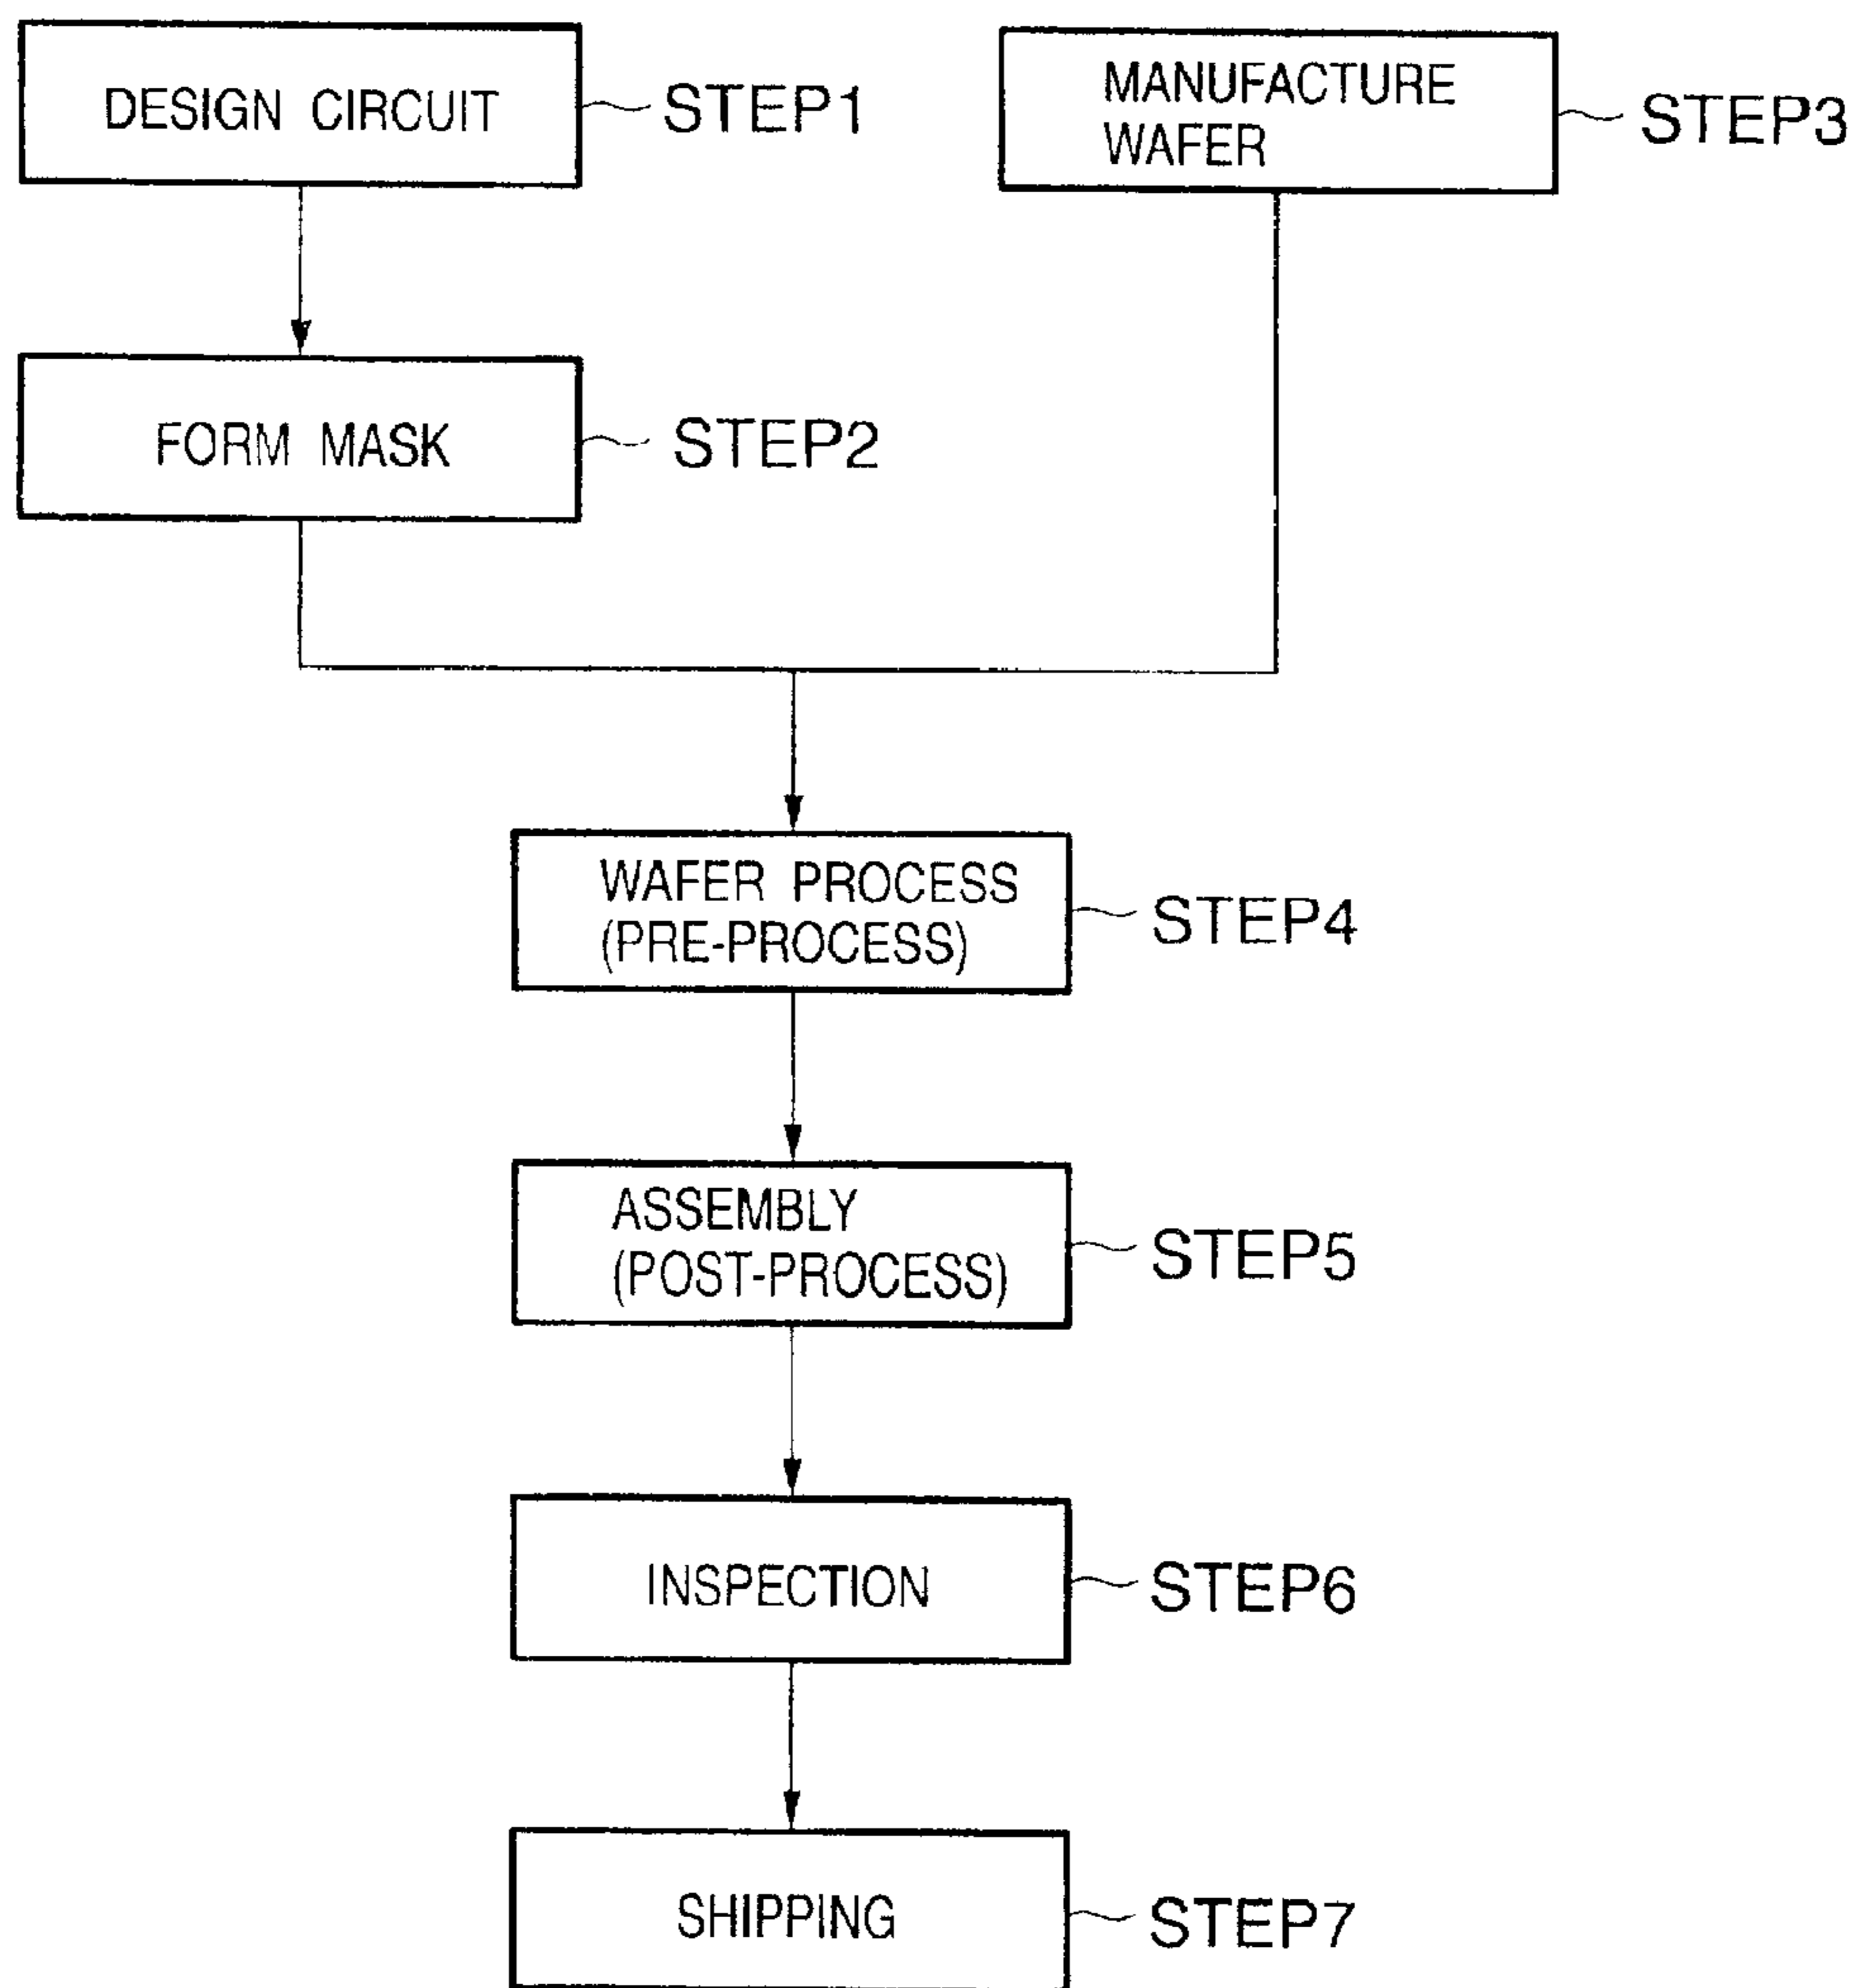 DESIGN CIRCUIT
STEP1
MANUFACTURE
WAFER
STEP3
FORM MASK
STEP2
WAFER PROCESS
(PRE-PROCESS)
STEP4
ASSEMBLY
(POST-PROCESS)
STEP5
INSPECTION
STEP6
SHIPPING
STEP7